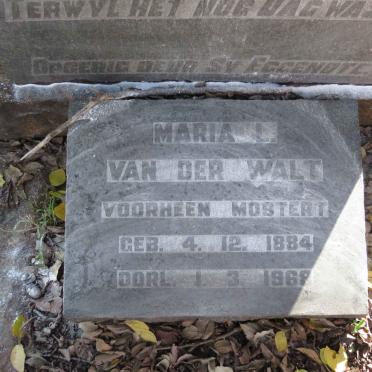 TERWYL HET NOG DAG WAS
OPGERIG DEUR SY EGGENOTE
MARIA L.
VAN DER WALT
VOORHEEN MOSTERT
GEB. 4. 12. 1884
OORL. 1. 3. 1968